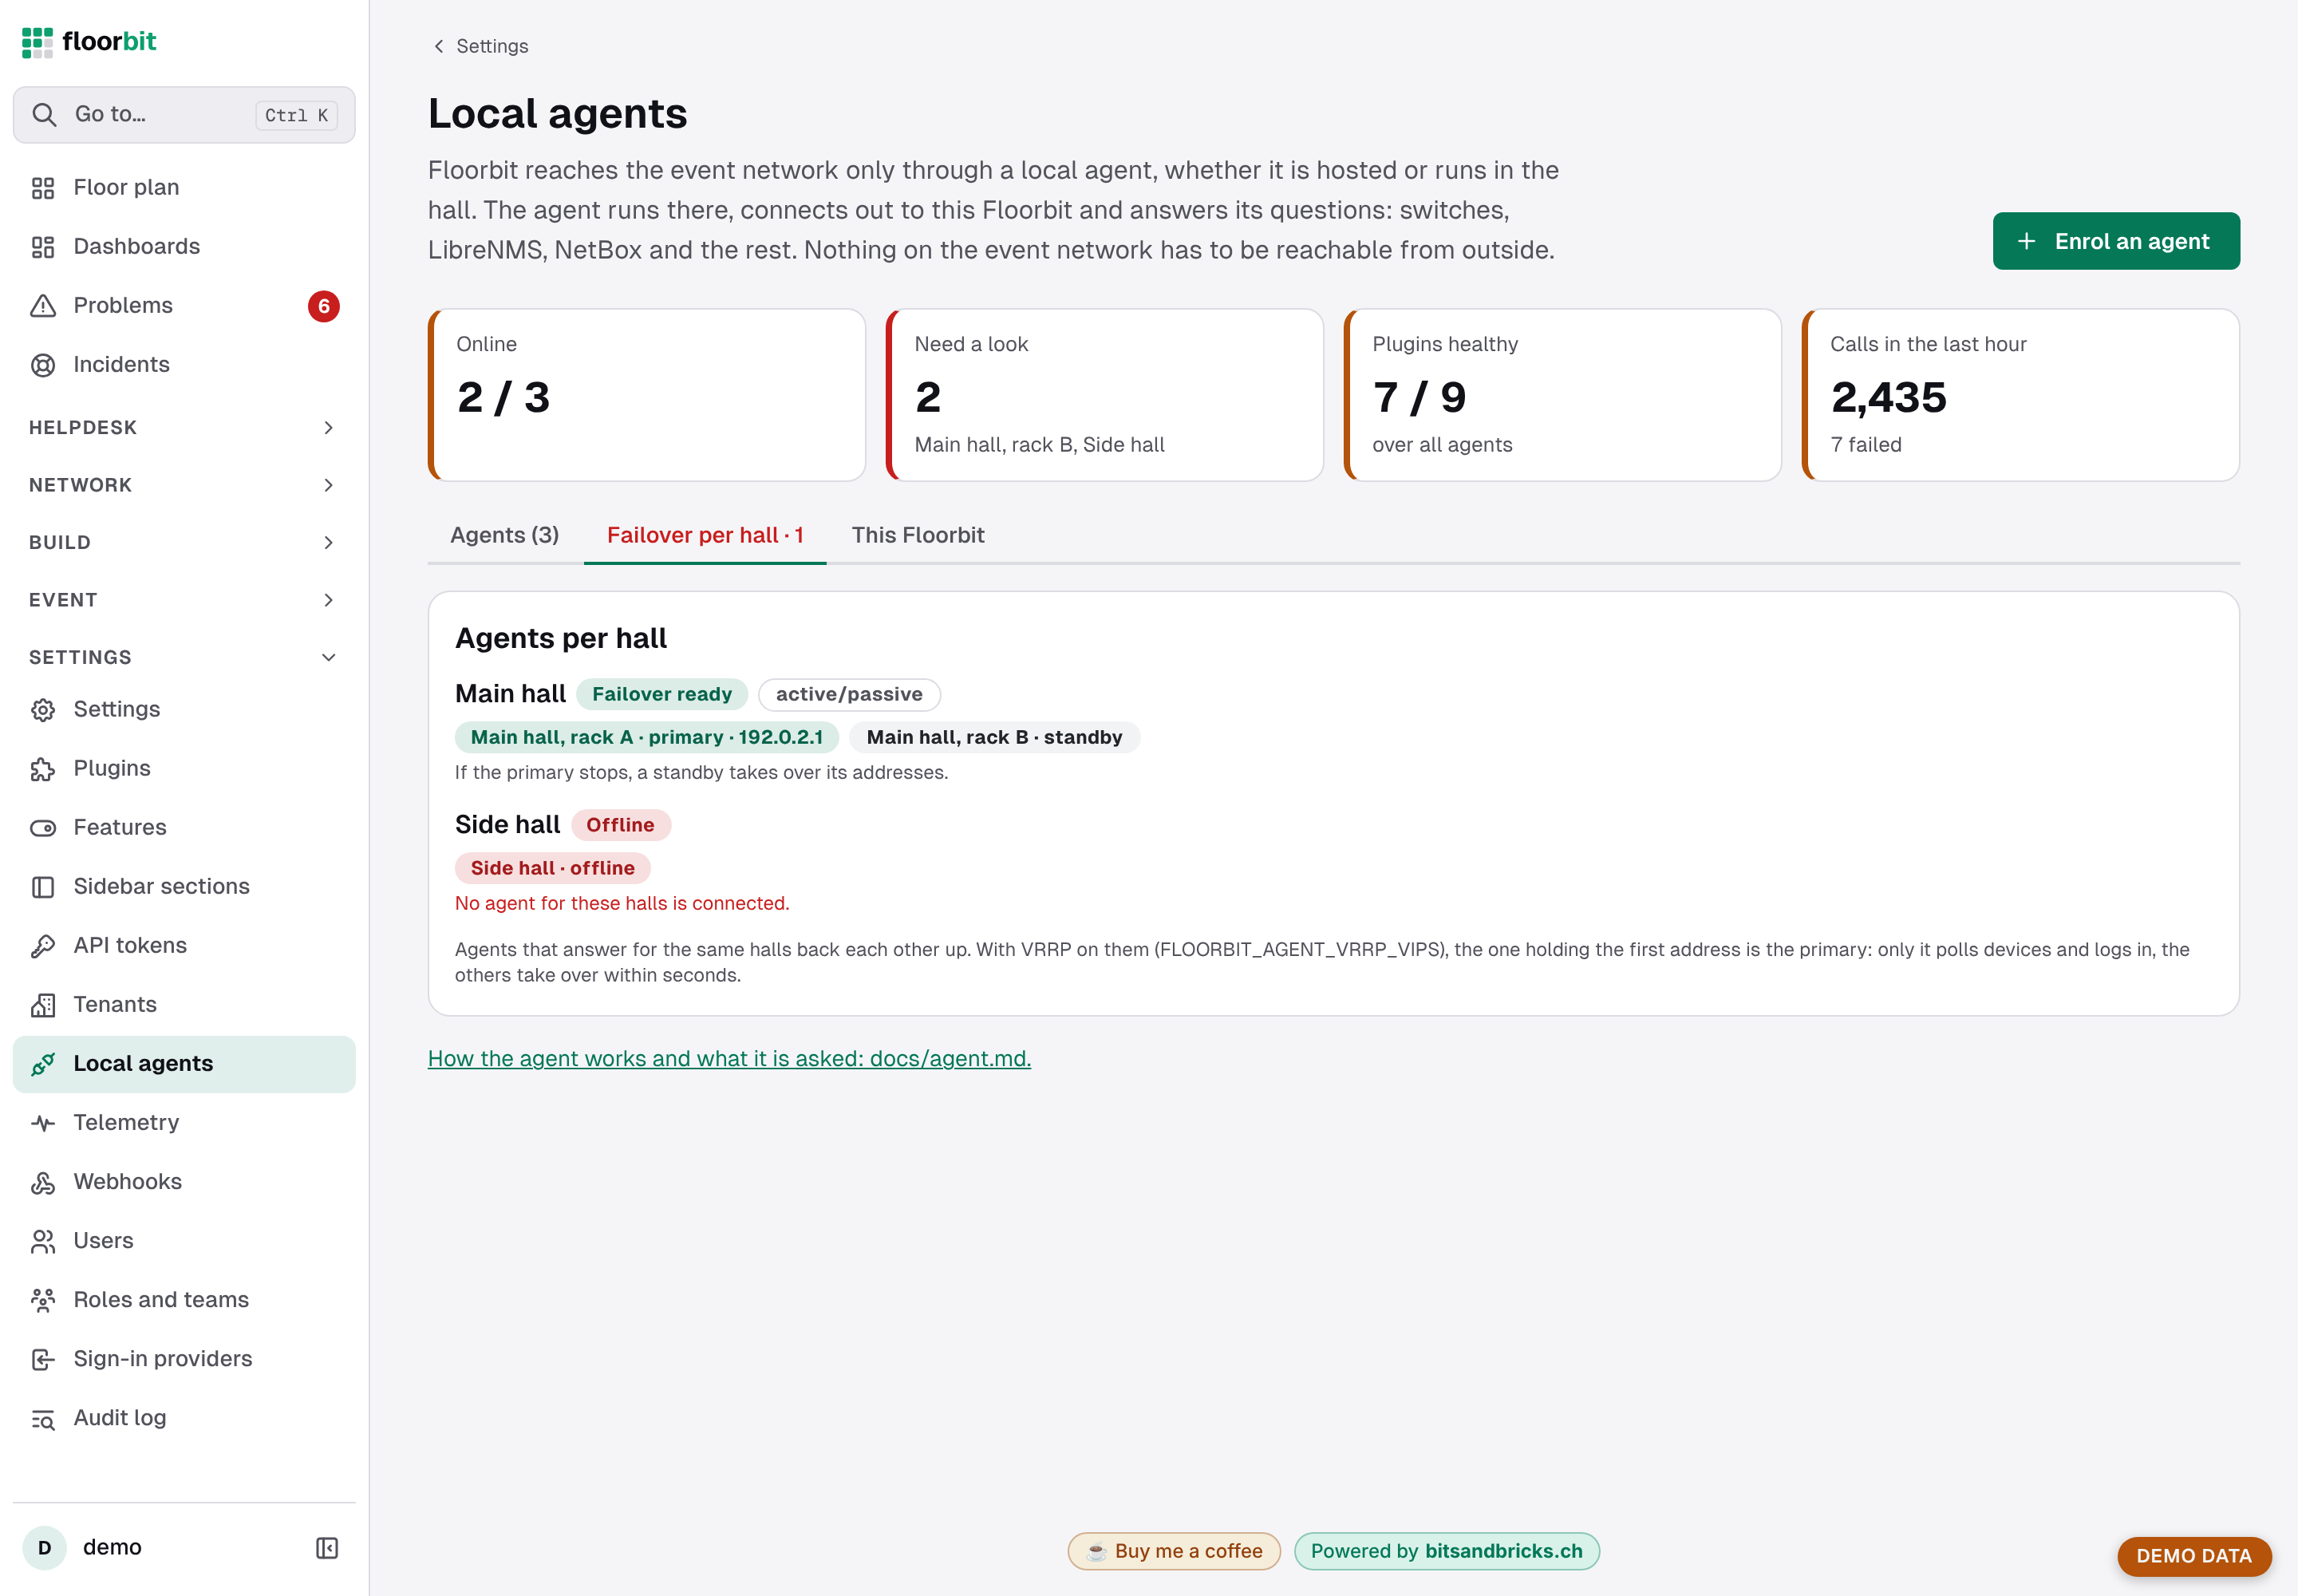 floorbit
Go to...
Ctrl K
Floor plan
Dashboards
Problems
6
Incidents
HELPDESK
NETWORK
BUILD
EVENT
SETTINGS
Settings
Plugins
Features
Sidebar sections
API tokens
Tenants
Local agents
Telemetry
Webhooks
Users
Roles and teams
Sign-in providers
Audit log
D
demo
Settings
Local agents
Floorbit reaches the event network only through a local agent, whether it is hosted or runs in the
hall. The agent runs there, connects out to this Floorbit and answers its questions: switches,
LibreNMS, NetBox and the rest. Nothing on the event network has to be reachable from outside.
+ Enrol an agent
Online
2 / 3
Need a look
2
Main hall, rack B, Side hall
Plugins healthy
7 / 9
over all agents
Calls in the last hour
2,435
7 failed
Agents (3)
Failover per hall · 1
This Floorbit
Agents per hall
Main hall
Failover ready
active/passive
Main hall, rack A · primary · 192.0.2.1
Main hall, rack B · standby
If the primary stops, a standby takes over its addresses.
Side hall
Offline
Side hall · offline
No agent for these halls is connected.
Agents that answer for the same halls back each other up. With VRRP on them (FLOORBIT_AGENT_VRRP_VIPS), the one holding the first address is the primary: only it polls devices and logs in, the
others take over within seconds.
How the agent works and what it is asked: docs/agent.md.
Buy me a coffee
Powered by bitsandbricks.ch
DEMO DATA